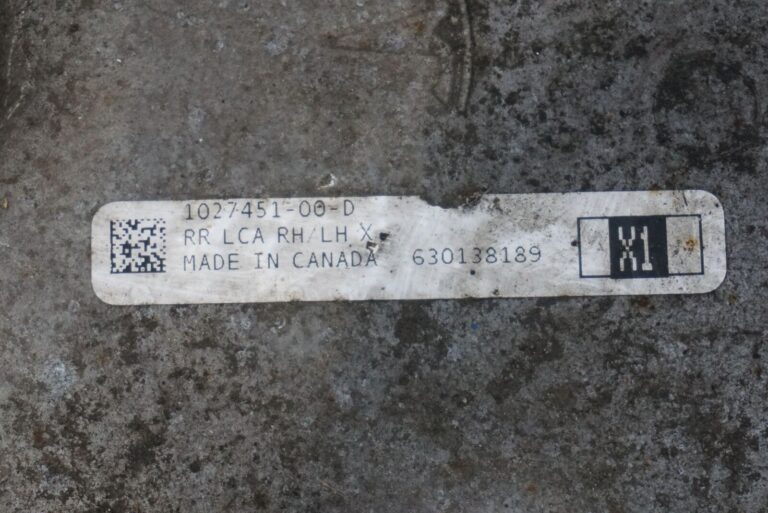 1027451-00-D
RR LCA RH/LH X
MADE IN CANADA 630138189
X1